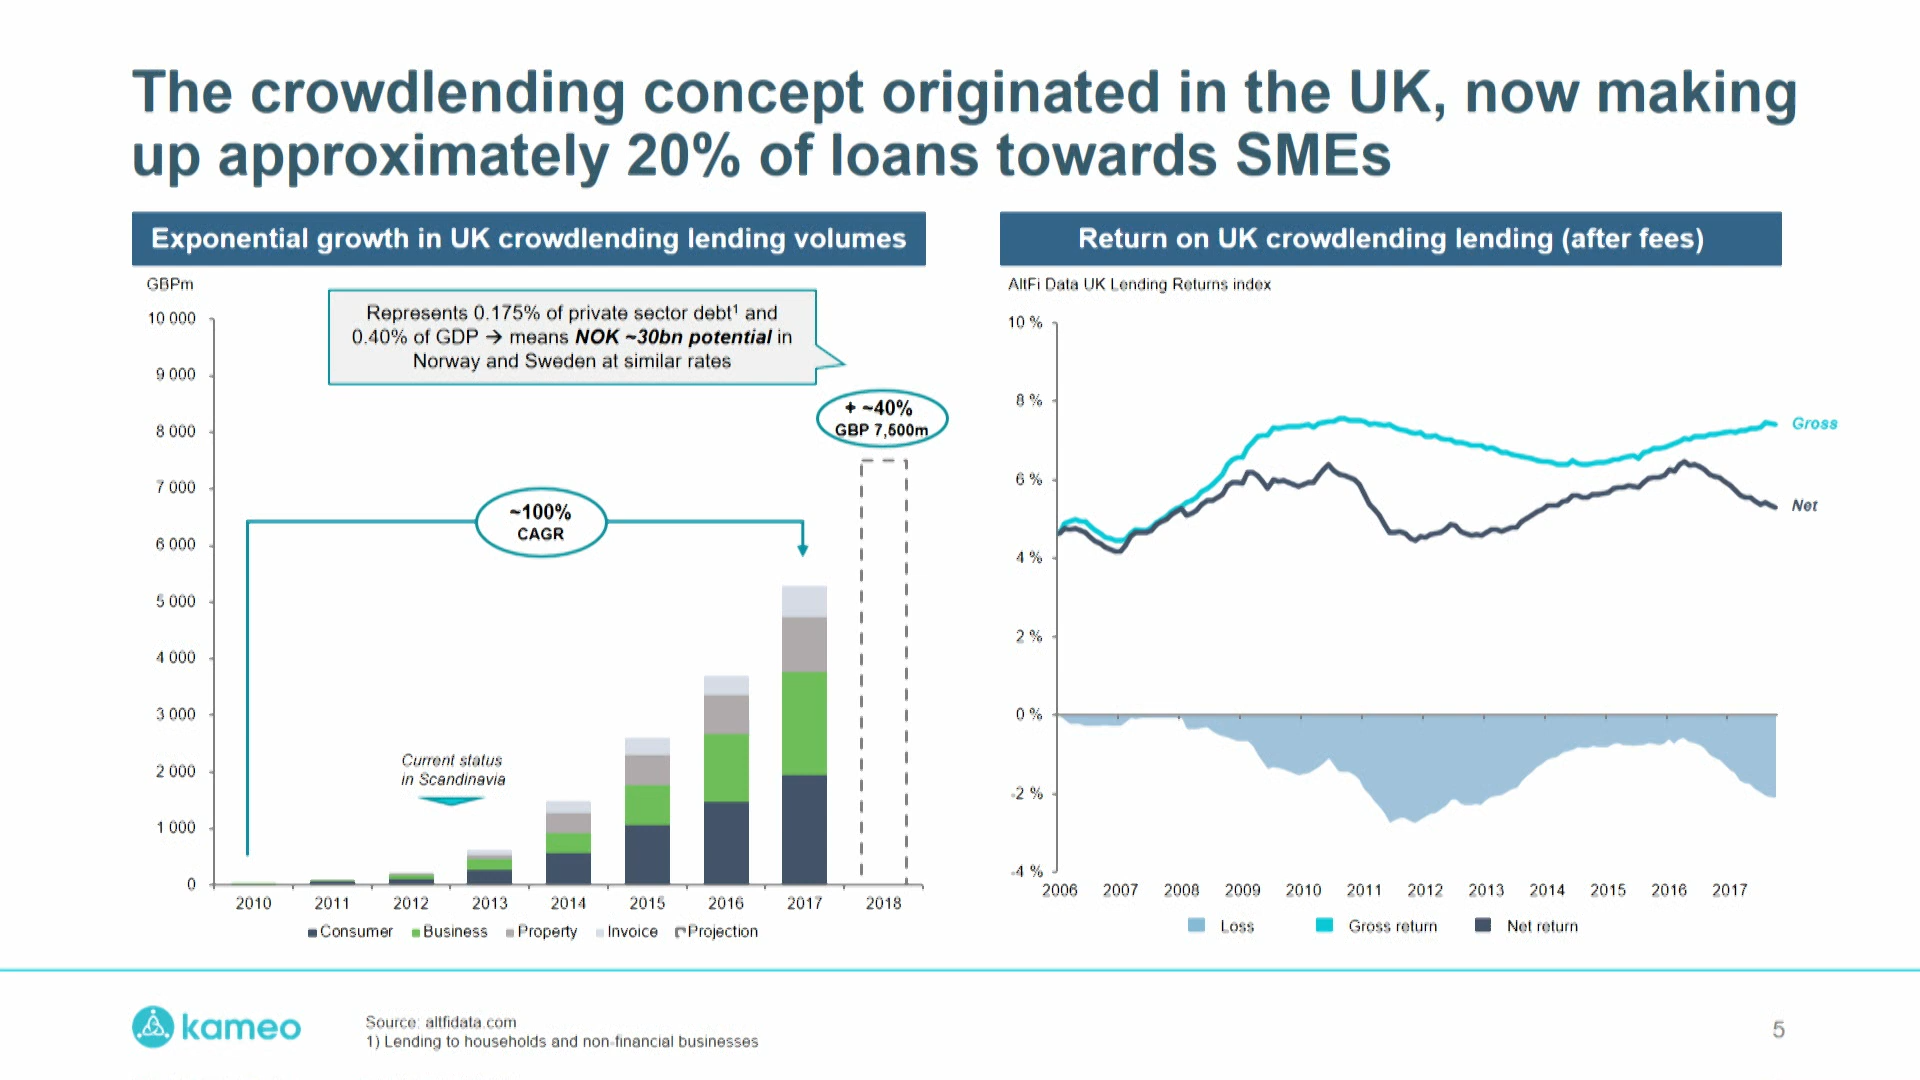 The crowdlending concept originated in the UK, now making
up approximately 20% of loans towards SMEs
Exponential growth in UK crowdlending lending volumes
GBPm
10 000
9 000
8 000
7 000
6 000
5 000
4 000
3 000
2 000
1 000
0
Represents 0.175% of private sector debt¹ and
0.40% of GDP → means NOK ~30bn potential in
Norway and Sweden at similar rates
+ ~40%
GBP 7,500m
~100%
CAGR
Current status
in Scandinavia
2010 2011 2012 2013 2014 2015 2016 2017 2018
Consumer Business Property Invoice Projection
Return on UK crowdlending lending (after fees)
AltFi Data UK Lending Returns index
10 %
8 %
6 %
4 %
2 %
0 %
-2 %
-4 %
Gross
Net
2006 2007 2008 2009 2010 2011 2012 2013 2014 2015 2016 2017
Loss Gross return Net return
kameo
Source: altfidata.com
1) Lending to households and non-financial businesses
5